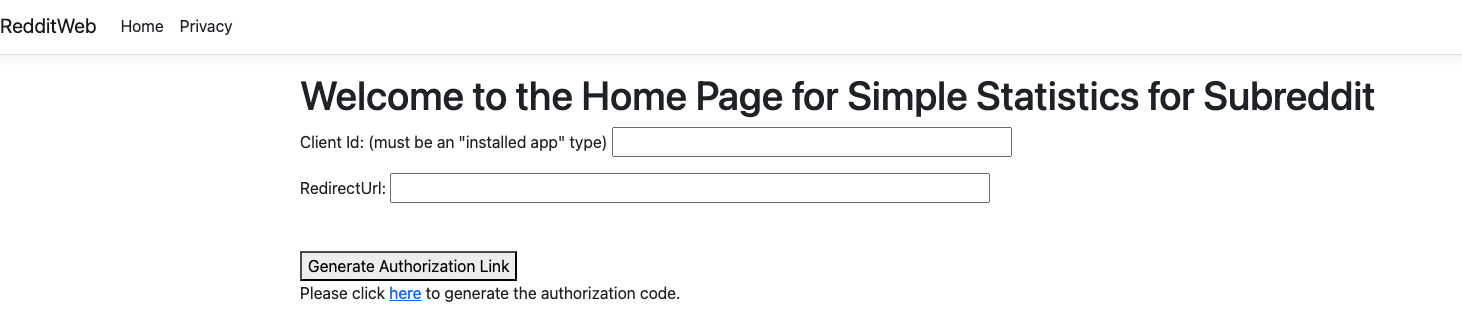 RedditWeb Home Privacy
Welcome to the Home Page for Simple Statistics for Subreddit
Client Id: (must be an "installed app" type)
RedirectUrl:
Generate Authorization Link
Please click here to generate the authorization code.